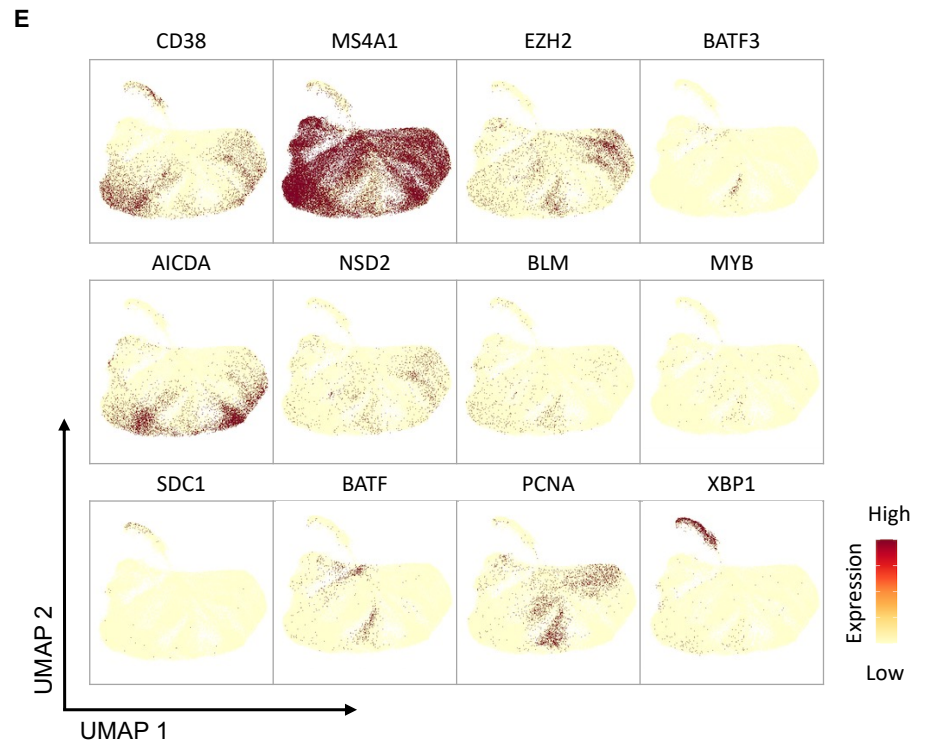 E
CD38 MS4A1 EZH2 BATF3
AICDA NSD2 BLM MYB
SDC1 BATF PCNA XBP1
High
Expression
Low
UMAP 2
UMAP 1